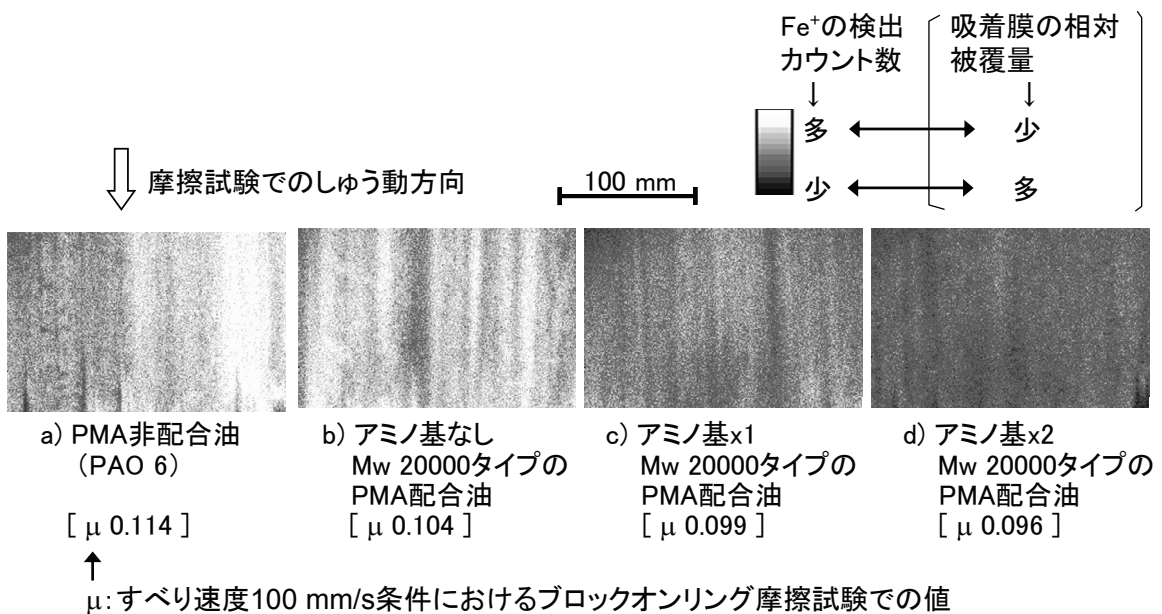 Fe⁺の検出
カウント数
↓
多
少
吸着膜の相対
被覆量
↓
少
多
摩擦試験でのしゅう動方向
100 mm
a) PMA非配合油
（PAO 6）
[ μ 0.114 ]
b) アミノ基なし
Mw 20000タイプの
PMA配合油
[ μ 0.104 ]
c) アミノ基x1
Mw 20000タイプの
PMA配合油
[ μ 0.099 ]
d) アミノ基x2
Mw 20000タイプの
PMA配合油
[ μ 0.096 ]
μ：すべり速度100 mm/s条件におけるブロックオンリング摩擦試験での値